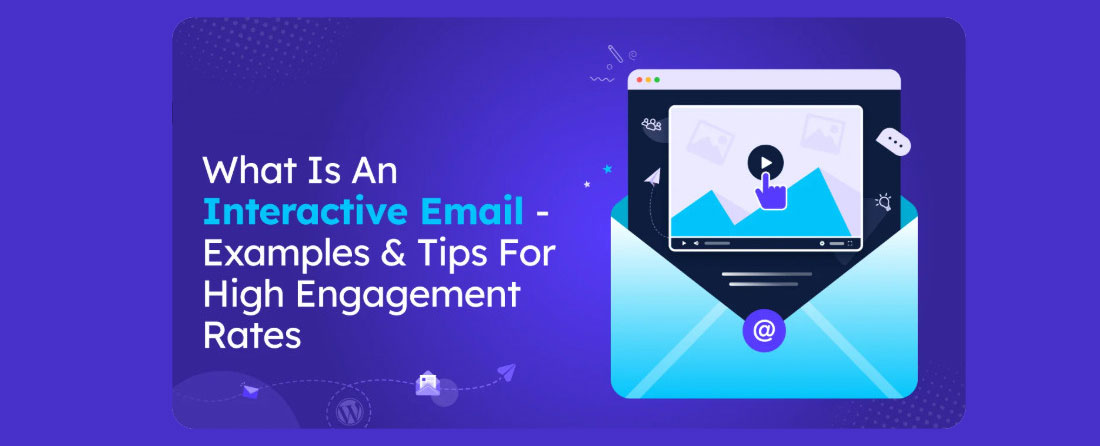 What Is An
Interactive Email -
Examples & Tips For
High Engagement
Rates
@